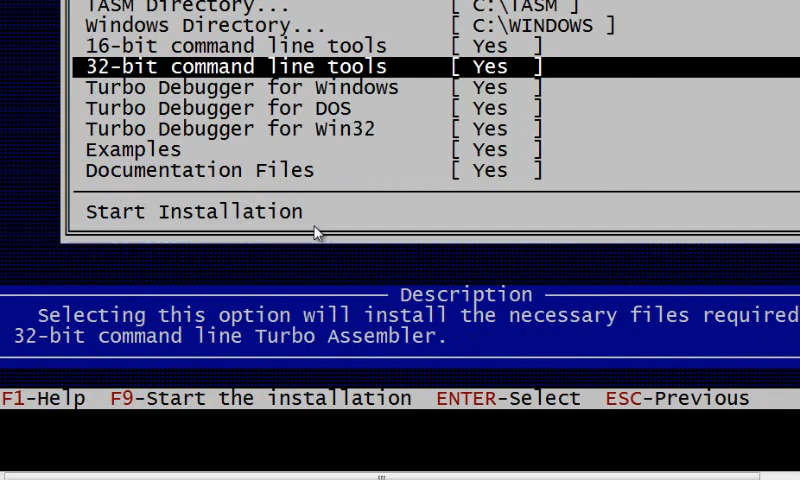 TASM Directory... [ C:\TASM ]
Windows Directory... [ C:\WINDOWS ]
16-bit command line tools [ Yes ]
32-bit command line tools [ Yes ]
Turbo Debugger for Windows [ Yes ]
Turbo Debugger for DOS [ Yes ]
Turbo Debugger for Win32 [ Yes ]
Examples [ Yes ]
Documentation Files [ Yes ]
Start Installation
Description
Selecting this option will install the necessary files required
32-bit command line Turbo Assembler.
F1-Help F9-Start the installation ENTER-Select ESC-Previous